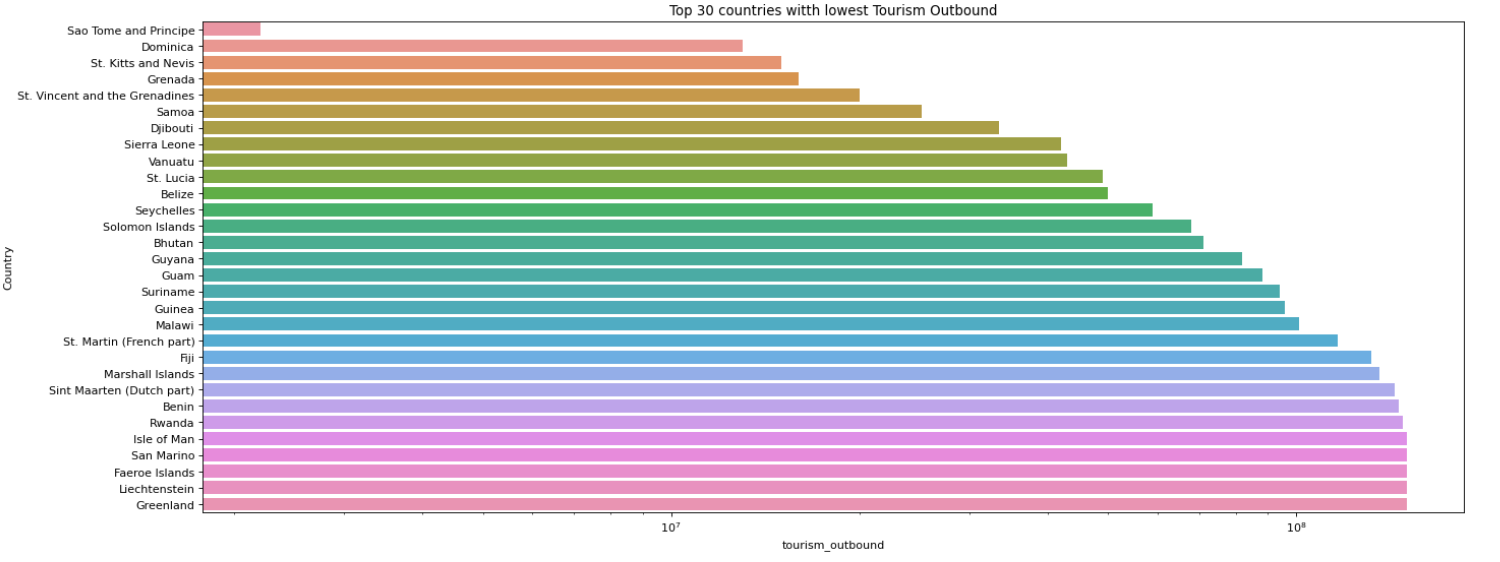 Top 30 countries witth lowest Tourism Outbound
Sao Tome and Principe
Dominica
St. Kitts and Nevis
Grenada
St. Vincent and the Grenadines
Samoa
Djibouti
Sierra Leone
Vanuatu
St. Lucia
Belize
Seychelles
Solomon Islands
Bhutan
Guyana
Guam
Suriname
Guinea
Malawi
St. Martin (French part)
Fiji
Marshall Islands
Sint Maarten (Dutch part)
Benin
Rwanda
Isle of Man
San Marino
Faeroe Islands
Liechtenstein
Greenland
Country
10⁷ 10⁸
tourism_outbound